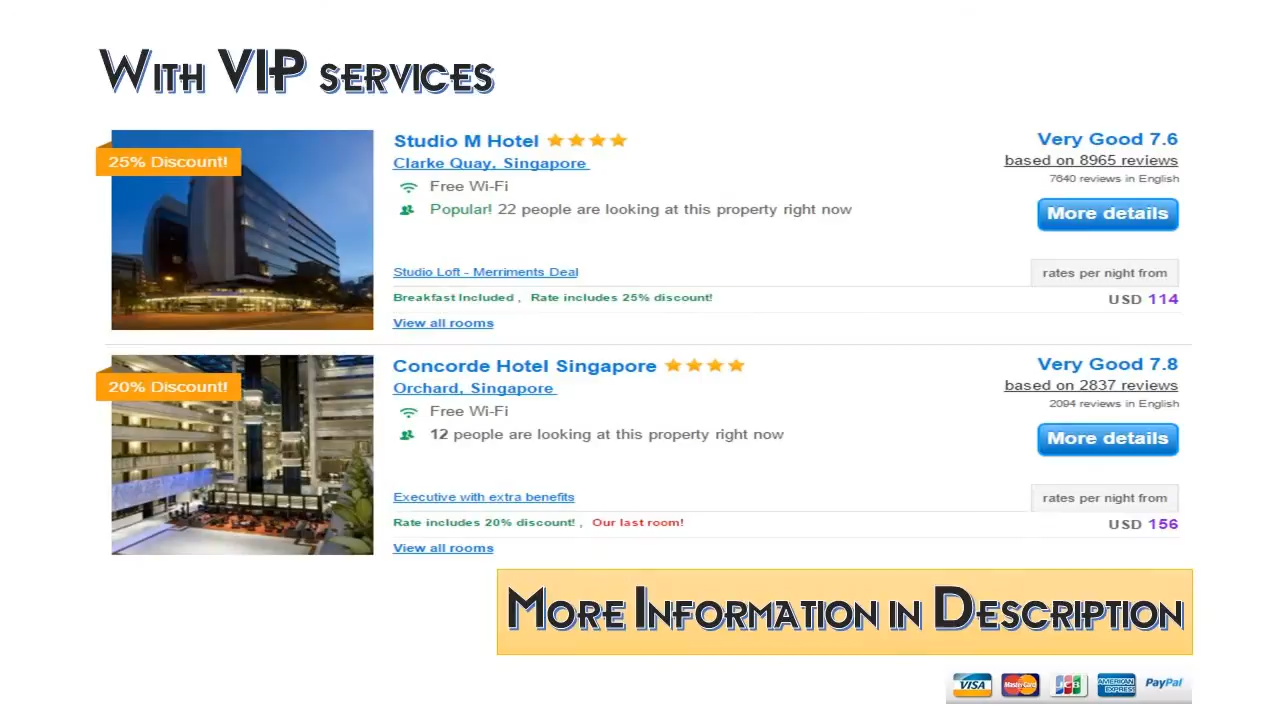 With VIP services
25% Discount!
Studio M Hotel
Very Good 7.6
Clarke Quay, Singapore
based on 8965 reviews
Free Wi-Fi
7640 reviews in English
Popular! 22 people are looking at this property right now
More details
Studio Loft - Merriments Deal
rates per night from
Breakfast Included , Rate includes 25% discount!
USD 114
View all rooms
20% Discount!
Concorde Hotel Singapore
Very Good 7.8
Orchard, Singapore
based on 2837 reviews
Free Wi-Fi
2094 reviews in English
12 people are looking at this property right now
More details
Executive with extra benefits
rates per night from
Rate includes 20% discount! , Our last room!
USD 156
View all rooms
More Information in Description
VISA MasterCard JCB AMERICAN EXPRESS PayPal